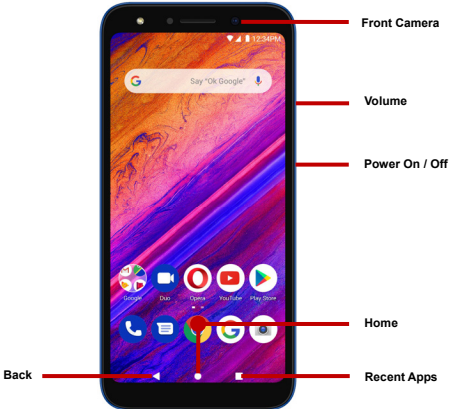 Front Camera
12:34PM
Say "Ok Google"
Volume
Power On / Off
Google Duo Opera YouTube Play Store
Home
Back
Recent Apps